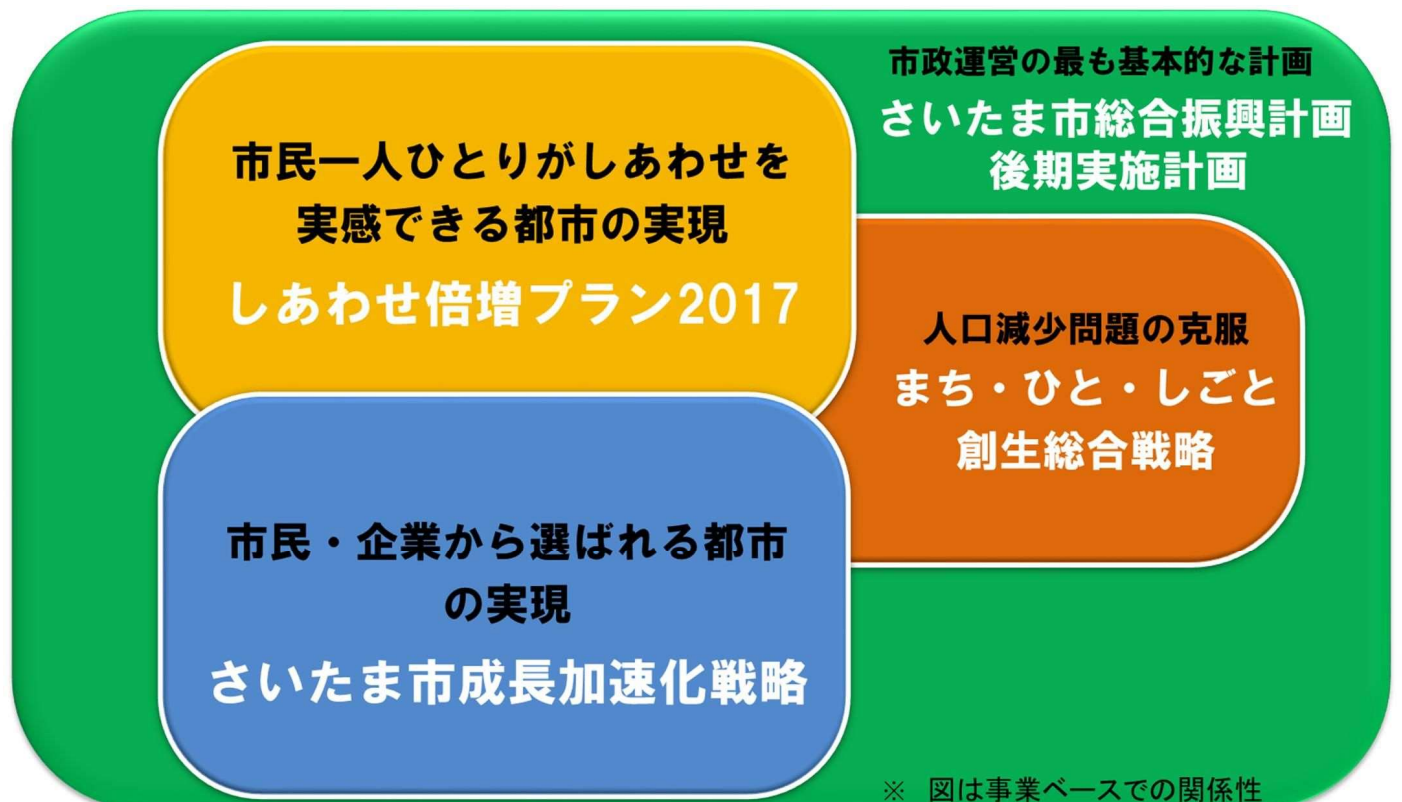 市政運営の最も基本的な計画
さいたま市総合振興計画
後期実施計画
市民一人ひとりがしあわせを
実感できる都市の実現
しあわせ倍増プラン2017
人口減少問題の克服
まち・ひと・しごと
創生総合戦略
市民・企業から選ばれる都市
の実現
さいたま市成長加速化戦略
※ 図は事業ベースでの関係性